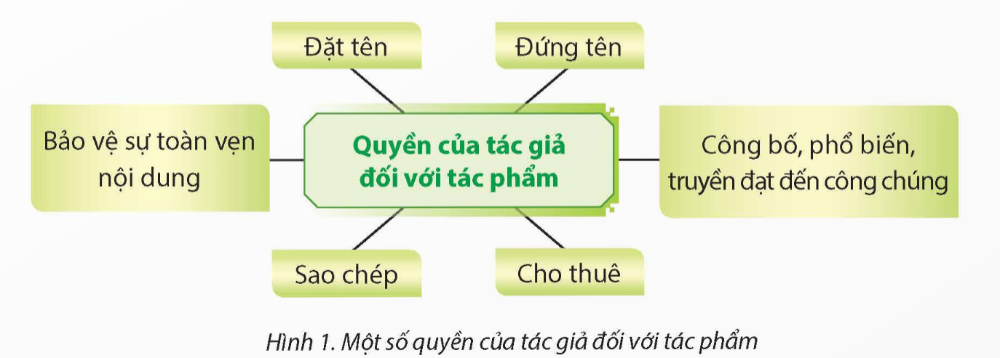 Đặt tên
Đứng tên
Bảo vệ sự toàn vẹn
nội dung
Quyền của tác giả
đối với tác phẩm
Công bố, phổ biến,
truyền đạt đến công chúng
Sao chép
Cho thuê
Hình 1. Một số quyền của tác giả đối với tác phẩm